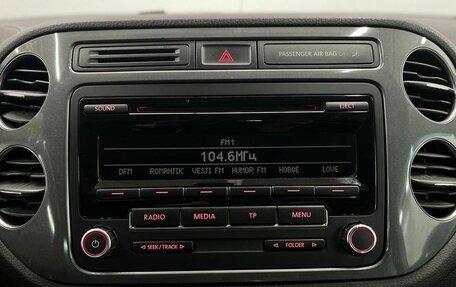 PASSENGER AIR BAG OFF
SOUND
EJECT
FM1
104.6МГц
DFM ROMANTIK VESTI FM HUMOR FM НОВОЕ LOVE
RADIO MEDIA TP MENU
SEEK / TRACK
FOLDER